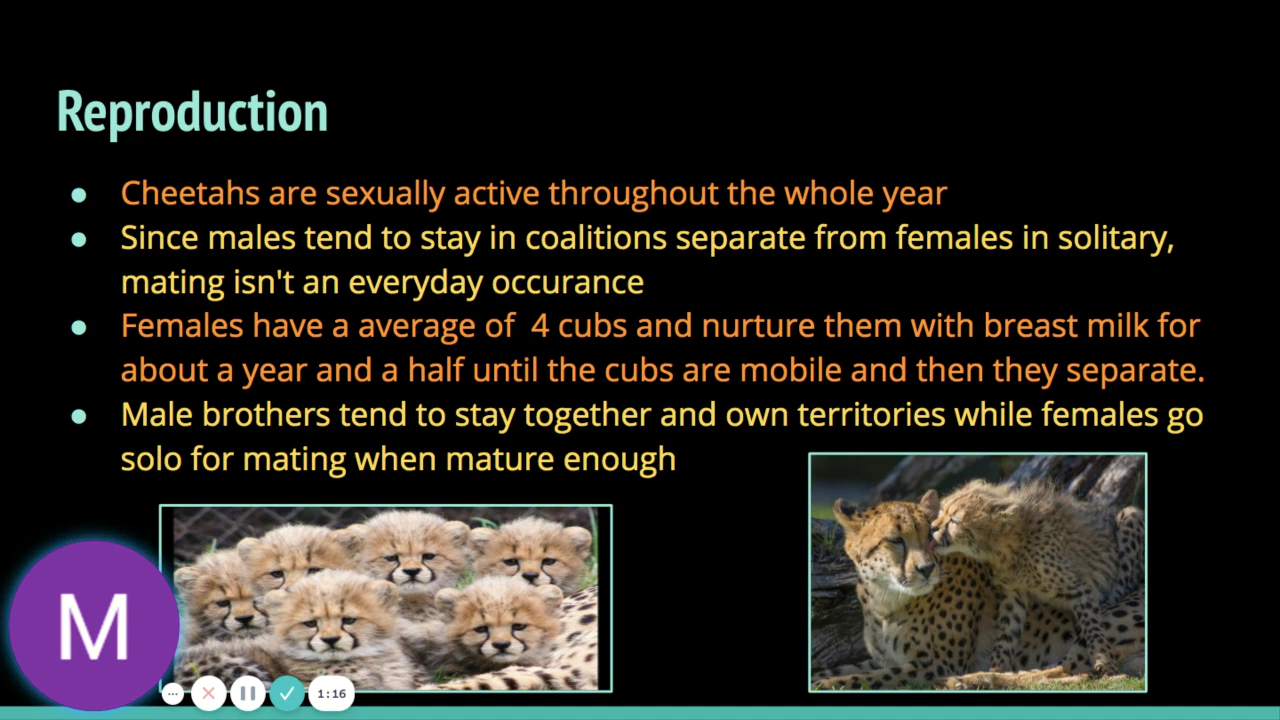 Reproduction
● Cheetahs are sexually active throughout the whole year
● Since males tend to stay in coalitions separate from females in solitary,
mating isn't an everyday occurance
● Females have a average of  4 cubs and nurture them with breast milk for
about a year and a half until the cubs are mobile and then they separate.
● Male brothers tend to stay together and own territories while females go
solo for mating when mature enough
M
1:16